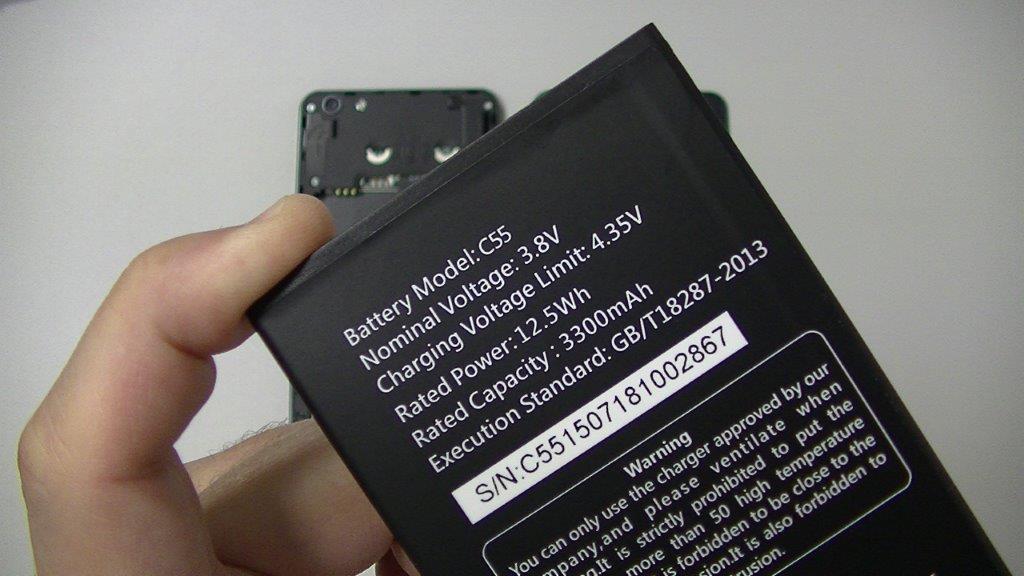 Battery Model: C55
Nominal Voltage: 3.8V
Charging Voltage Limit: 4.35V
Rated Power: 12.5Wh
Rated Capacity : 3300mAh
Execution Standard: GB/T18287-2013
S/N:C551507181002867
Warning
You can only use the charger approved by our
and please ventilate when
It is strictly prohibited to put the
more than 50 high temperature
is forbidden to be close to the
It is also forbidden to